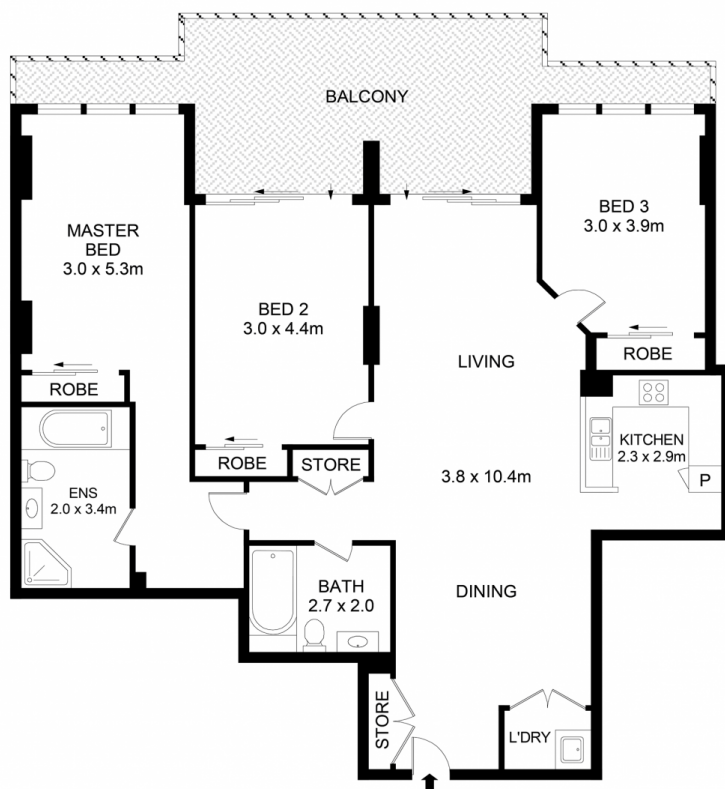 BALCONY
MASTER
BED
3.0 x 5.3m
BED 2
3.0 x 4.4m
BED 3
3.0 x 3.9m
LIVING
ROBE
ROBE
ROBE
STORE
KITCHEN
2.3 x 2.9m
P
3.8 x 10.4m
ENS
2.0 x 3.4m
BATH
2.7 x 2.0
DINING
STORE
L'DRY